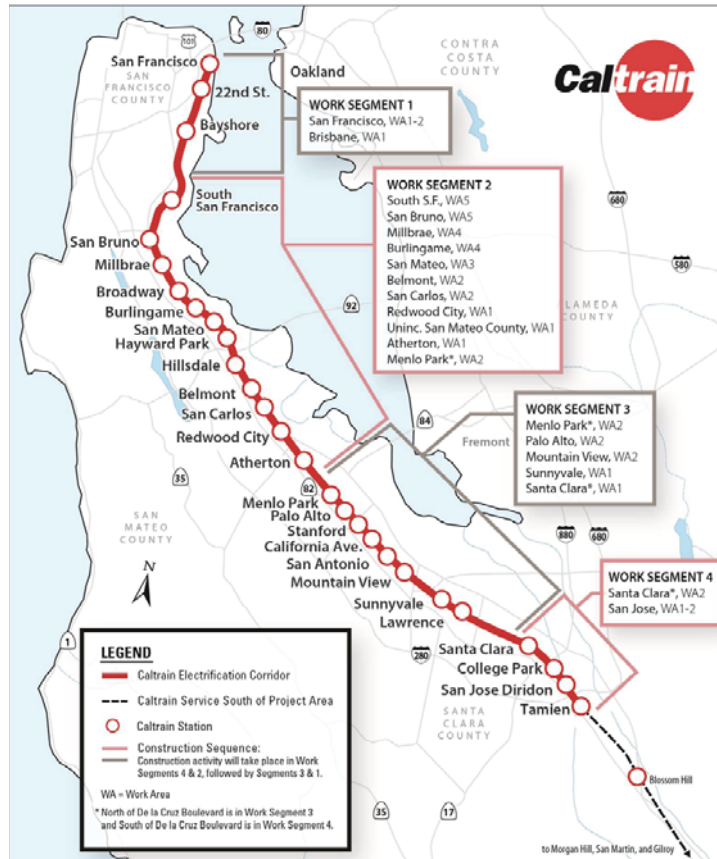 Caltrain
101
80
San Francisco
SAN
FRANCISCO
COUNTY
22nd St.
Bayshore
South
San Francisco
San Bruno
Millbrae
Broadway
Burlingame
San Mateo
Hayward Park
Hillsdale
Belmont
San Carlos
Redwood City
Atherton
Menlo Park
Palo Alto
Stanford
California Ave.
San Antonio
Mountain View
Sunnyvale
Lawrence
Santa Clara
College Park
San Jose Diridon
Tamien
Blossom Hill
to Morgan Hill, San Martin, and Gilroy
Oakland
CONTRA
COSTA
COUNTY
WORK SEGMENT 1
San Francisco, WA1-2
Brisbane, WA1
WORK SEGMENT 2
South S.F., WA5
San Bruno, WA5
Millbrae, WA4
Burlingame, WA4
San Mateo, WA3
Belmont, WA2
San Carlos, WA2
Redwood City, WA1
Uninc. San Mateo County, WA1
Atherton, WA1
Menlo Park*, WA2
680
580
92
LAMEDA
COUNTY
84
Fremont
WORK SEGMENT 3
Menlo Park*, WA2
Palo Alto, WA2
Mountain View, WA2
Sunnyvale, WA1
Santa Clara*, WA1
880
680
WORK SEGMENT 4
Santa Clara*, WA2
San Jose, WA1-2
35
82
SAN
MATEO
COUNTY
N
1
280
SANTA
CLARA
COUNTY
35
17
LEGEND
Caltrain Electrification Corridor
Caltrain Service South of Project Area
Caltrain Station
Construction Sequence:
Construction activity will take place in Work
Segments 4 & 2, followed by Segments 3 & 1.
WA = Work Area
* North of De la Cruz Boulevard is in Work Segment 3
and South of De la Cruz Boulevard is in Work Segment 4.